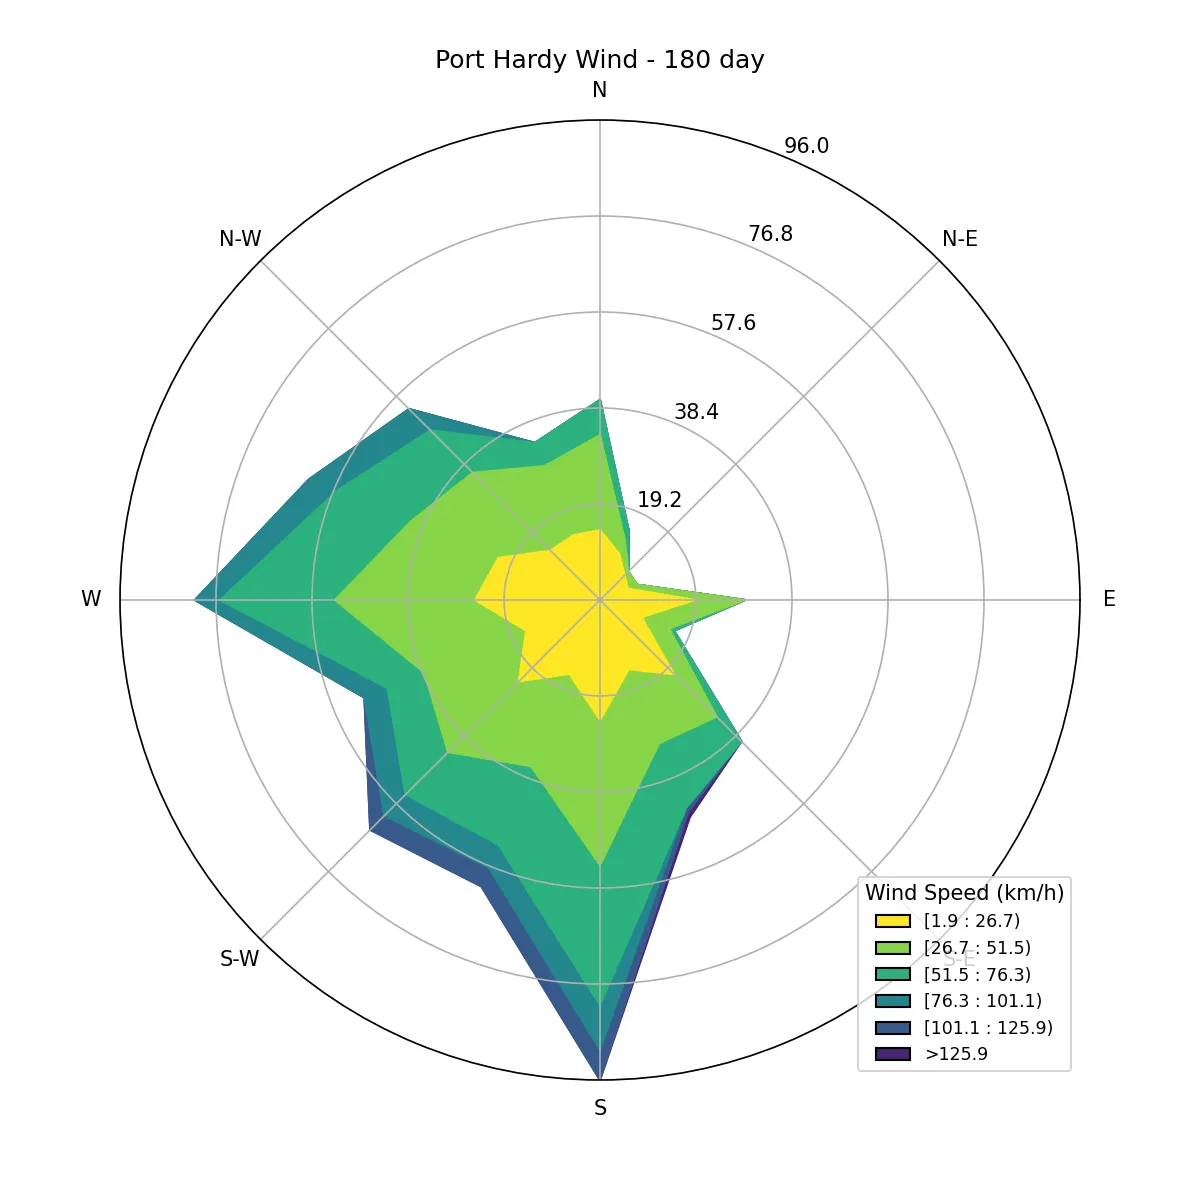 Port Hardy Wind - 180 day
N
96.0
N-W
76.8
N-E
57.6
38.4
19.2
W
E
S-W
S-E
Wind Speed (km/h)
[1.9 : 26.7)
[26.7 : 51.5)
[51.5 : 76.3)
[76.3 : 101.1)
[101.1 : 125.9)
>125.9
S